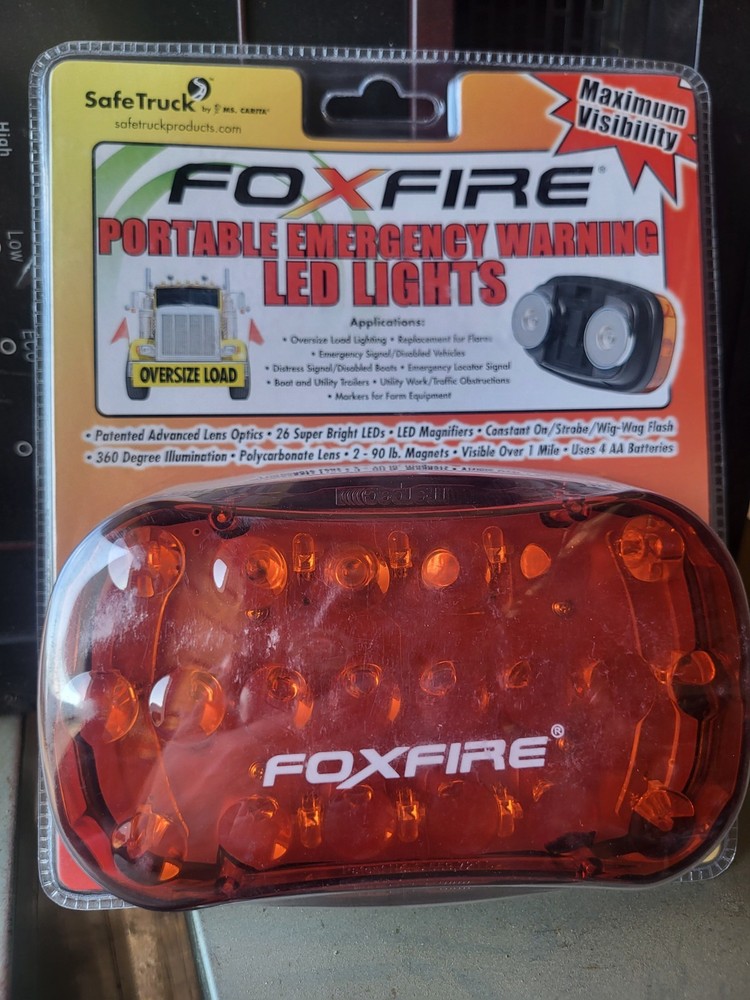 SafeTruck by MS. CARITA®
safetruckproducts.com
Maximum
Visibility
FOXFIRE®
PORTABLE EMERGENCY WARNING
LED LIGHTS
Applications:
• Oversize Load Lighting • Replacement for Flares
• Emergency Signal/Disabled Vehicles
• Distress Signal/Disabled Boats • Emergency Locator Signal
• Boat and Utility Trailers • Utility Work/Traffic Obstructions
• Markers for Farm Equipment
OVERSIZE LOAD
• Patented Advanced Lens Optics • 26 Super Bright LEDs • LED Magnifiers • Constant On/Strobe/Wig-Wag Flash
• 360 Degree Illumination • Polycarbonate Lens • 2 - 90 lb. Magnets • Visible Over 1 Mile • Uses 4 AA Batteries
FOXFIRE®
High
Low
ECO